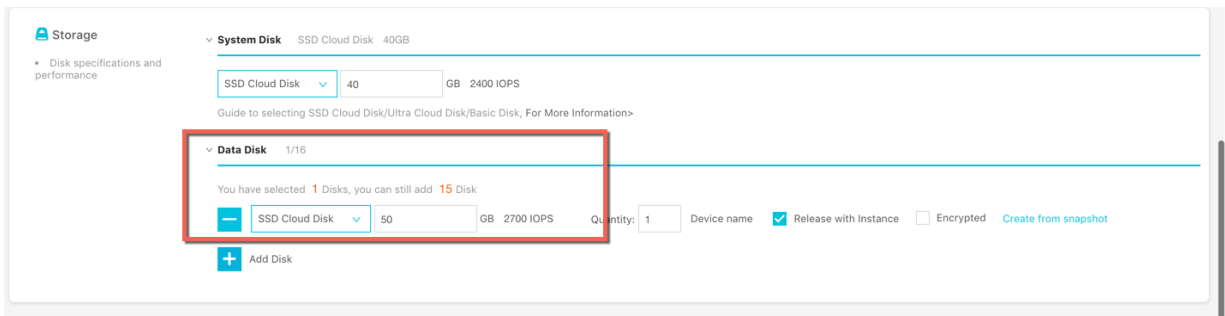 Storage
Disk specifications and
performance
System Disk SSD Cloud Disk 40GB
SSD Cloud Disk 40 GB 2400 IOPS
Guide to selecting SSD Cloud Disk/Ultra Cloud Disk/Basic Disk, For More Information>
Data Disk 1/16
You have selected 1 Disks, you can still add 15 Disk
SSD Cloud Disk 50 GB 2700 IOPS Quantity: 1 Device name Release with Instance Encrypted Create from snapshot
Add Disk